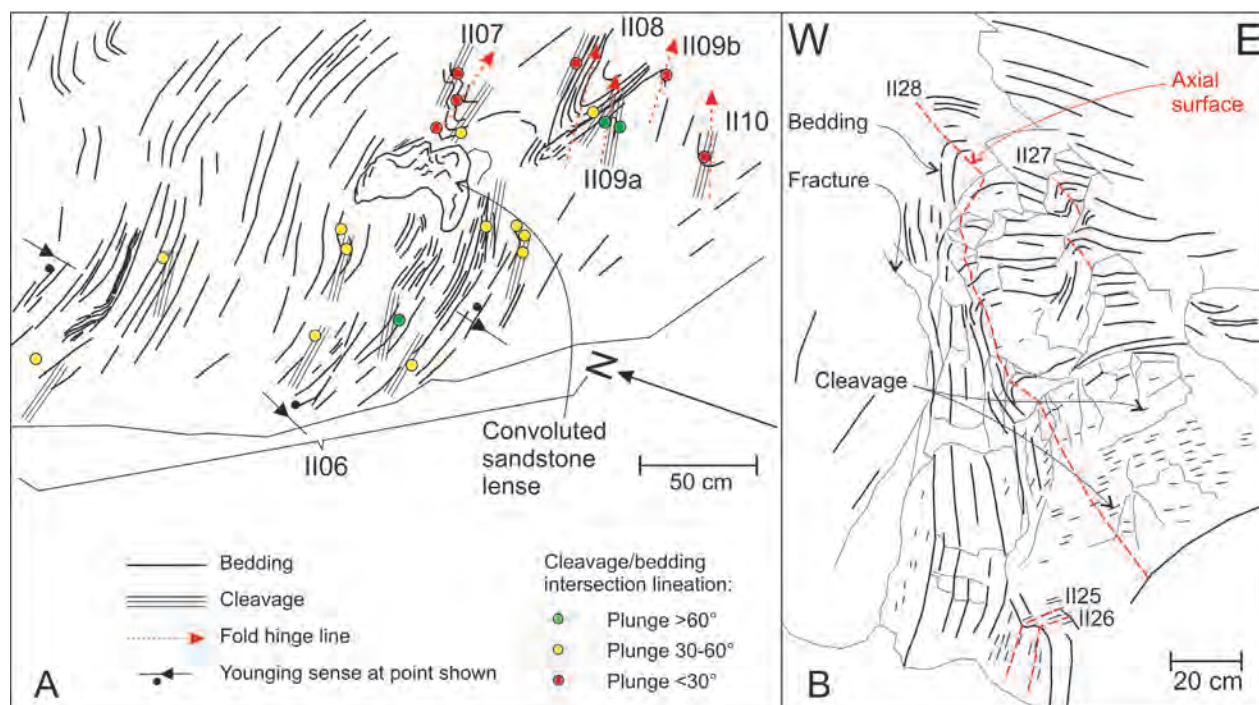 II07
II08
II09b
II10
II09a
N
II06
Convoluted
sandstone
lense
50 cm
Bedding
Cleavage
Fold hinge line
Younging sense at point shown
Cleavage/bedding
intersection lineation:
Plunge >60°
Plunge 30-60°
Plunge <30°
A
W
E
II28
Axial
surface
Bedding
II27
Fracture
Cleavage
II25
II26
20 cm
B